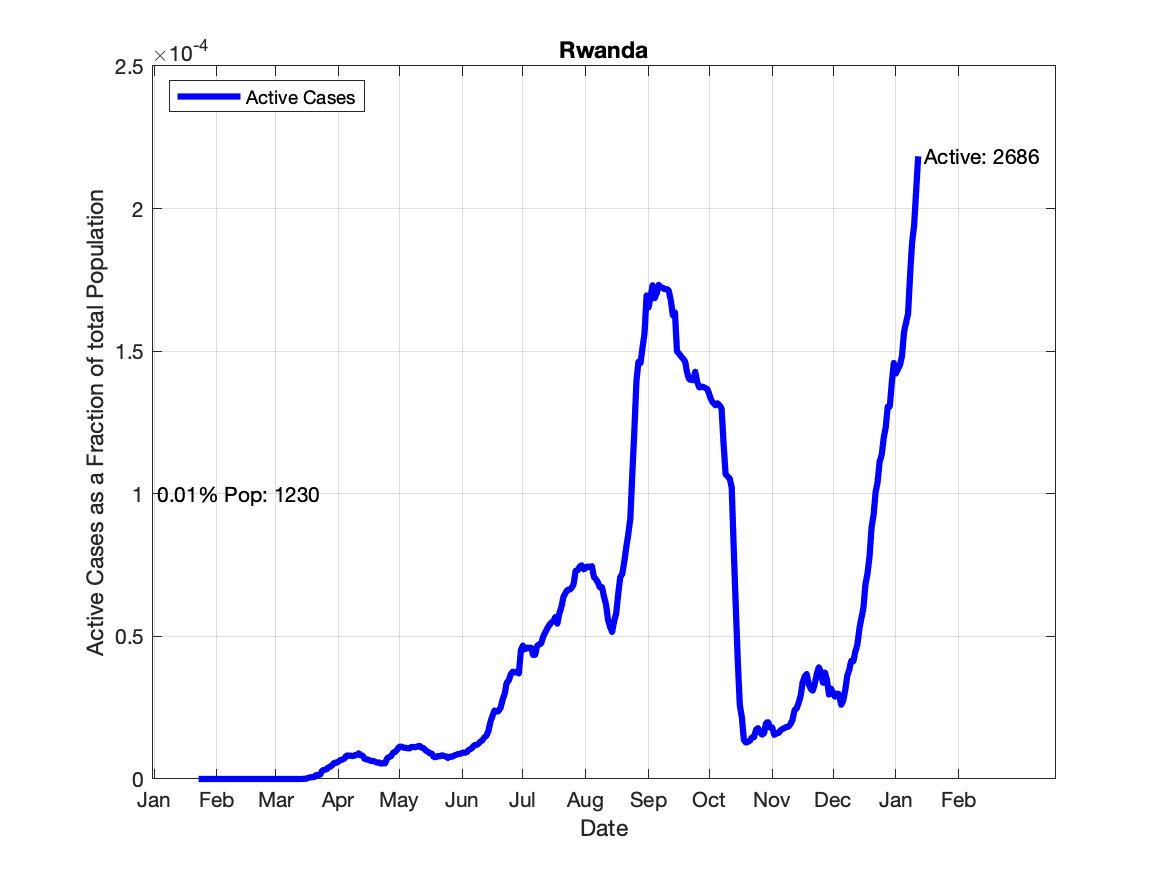 Rwanda
×10-4
2.5
2
1.5
1
0.5
0
Active Cases
Active: 2686
0.01% Pop: 1230
Active Cases as a Fraction of total Population
Jan Feb Mar Apr May Jun Jul Aug Sep Oct Nov Dec Jan Feb
Date